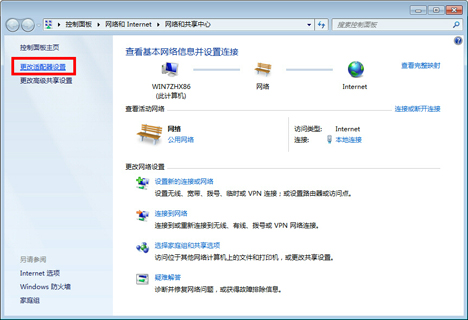 控制面板 ▸ 网络和 Internet ▸ 网络和共享中心
搜索控制面板
控制面板主页
更改适配器设置
更改高级共享设置
查看基本网络信息并设置连接
WIN7ZHX86
(此计算机)
网络
Internet
查看完整映射
查看活动网络
连接或断开连接
网络
公用网络
访问类型: Internet
连接: 本地连接
更改网络设置
设置新的连接或网络
设置无线、宽带、拨号、临时或 VPN 连接；或设置路由器或访问点。
连接到网络
连接到或重新连接到无线、有线、拨号或 VPN 网络连接。
选择家庭组和共享选项
访问位于其他网络计算机上的文件和打印机，或更改共享设置。
疑难解答
诊断并修复网络问题，或获得故障排除信息。
另请参阅
Internet 选项
Windows 防火墙
家庭组